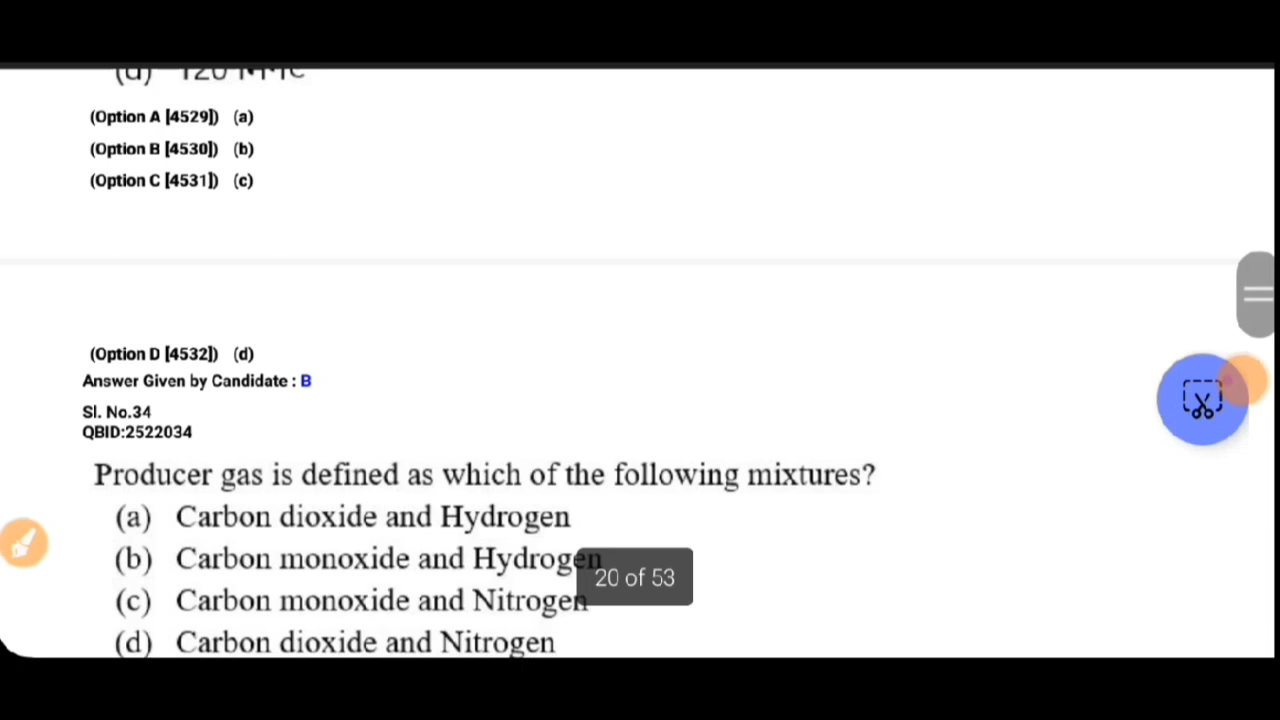 (Option A [4529]) (a)
(Option B [4530]) (b)
(Option C [4531]) (c)
(Option D [4532]) (d)
Answer Given by Candidate : B
Sl. No.34
QBID:2522034
Producer gas is defined as which of the following mixtures?
(a) Carbon dioxide and Hydrogen
(b) Carbon monoxide and Hydrogen
20 of 53
(c) Carbon monoxide and Nitrogen
(d) Carbon dioxide and Nitrogen